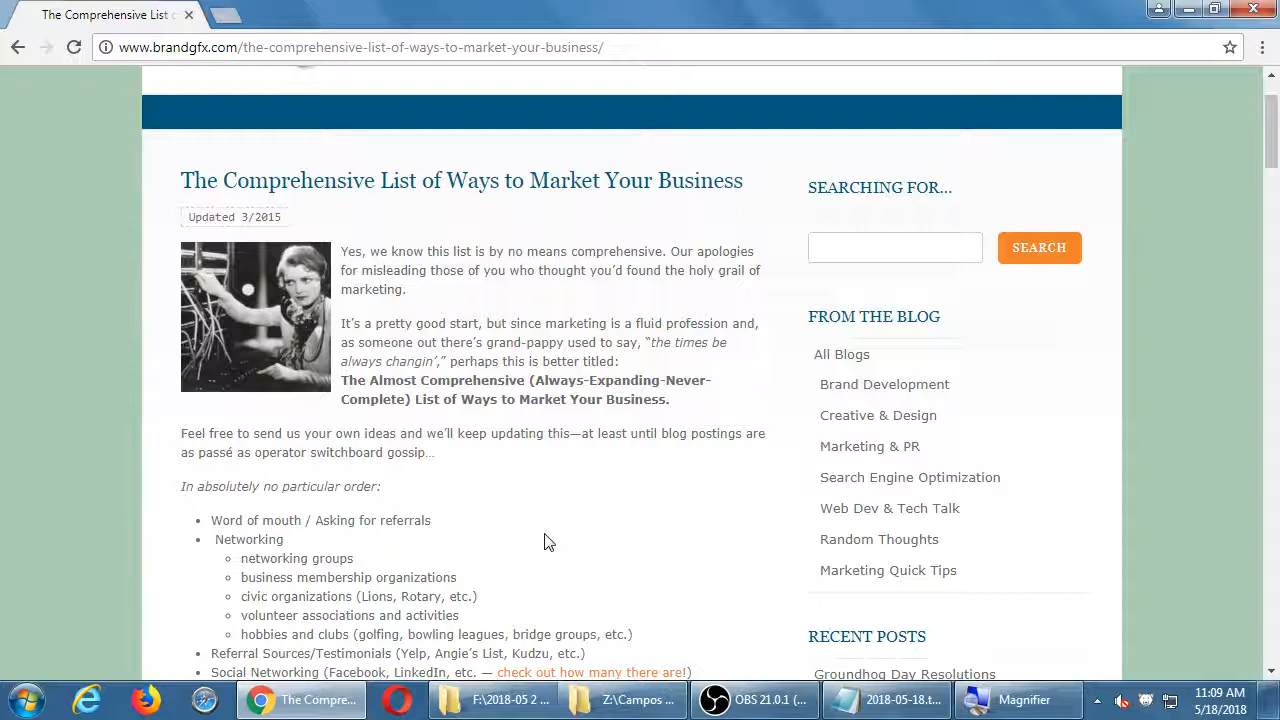 The Comprehensive List o
www.brandgfx.com/the-comprehensive-list-of-ways-to-market-your-business/
The Comprehensive List of Ways to Market Your Business
Updated 3/2015
Yes, we know this list is by no means comprehensive. Our apologies
for misleading those of you who thought you'd found the holy grail of
marketing.
It's a pretty good start, but since marketing is a fluid profession and,
as someone out there's grand-pappy used to say, "the times be
always changin'," perhaps this is better titled:
The Almost Comprehensive (Always-Expanding-Never-
Complete) List of Ways to Market Your Business.
Feel free to send us your own ideas and we'll keep updating this—at least until blog postings are
as passé as operator switchboard gossip…
In absolutely no particular order:
Word of mouth / Asking for referrals
Networking
networking groups
business membership organizations
civic organizations (Lions, Rotary, etc.)
volunteer associations and activities
hobbies and clubs (golfing, bowling leagues, bridge groups, etc.)
Referral Sources/Testimonials (Yelp, Angie's List, Kudzu, etc.)
Social Networking (Facebook, LinkedIn, etc. — check out how many there are!)
SEARCHING FOR…
SEARCH
FROM THE BLOG
All Blogs
Brand Development
Creative & Design
Marketing & PR
Search Engine Optimization
Web Dev & Tech Talk
Random Thoughts
Marketing Quick Tips
RECENT POSTS
Groundhog Day Resolutions
The Compre...
F:\2018-05 2 ...
Z:\Campos ...
OBS 21.0.1 (...
2018-05-18.t...
Magnifier
11:09 AM
5/18/2018